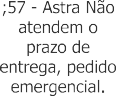 ;57 - Astra Não
atendem o
prazo de
entrega, pedido
emergencial.